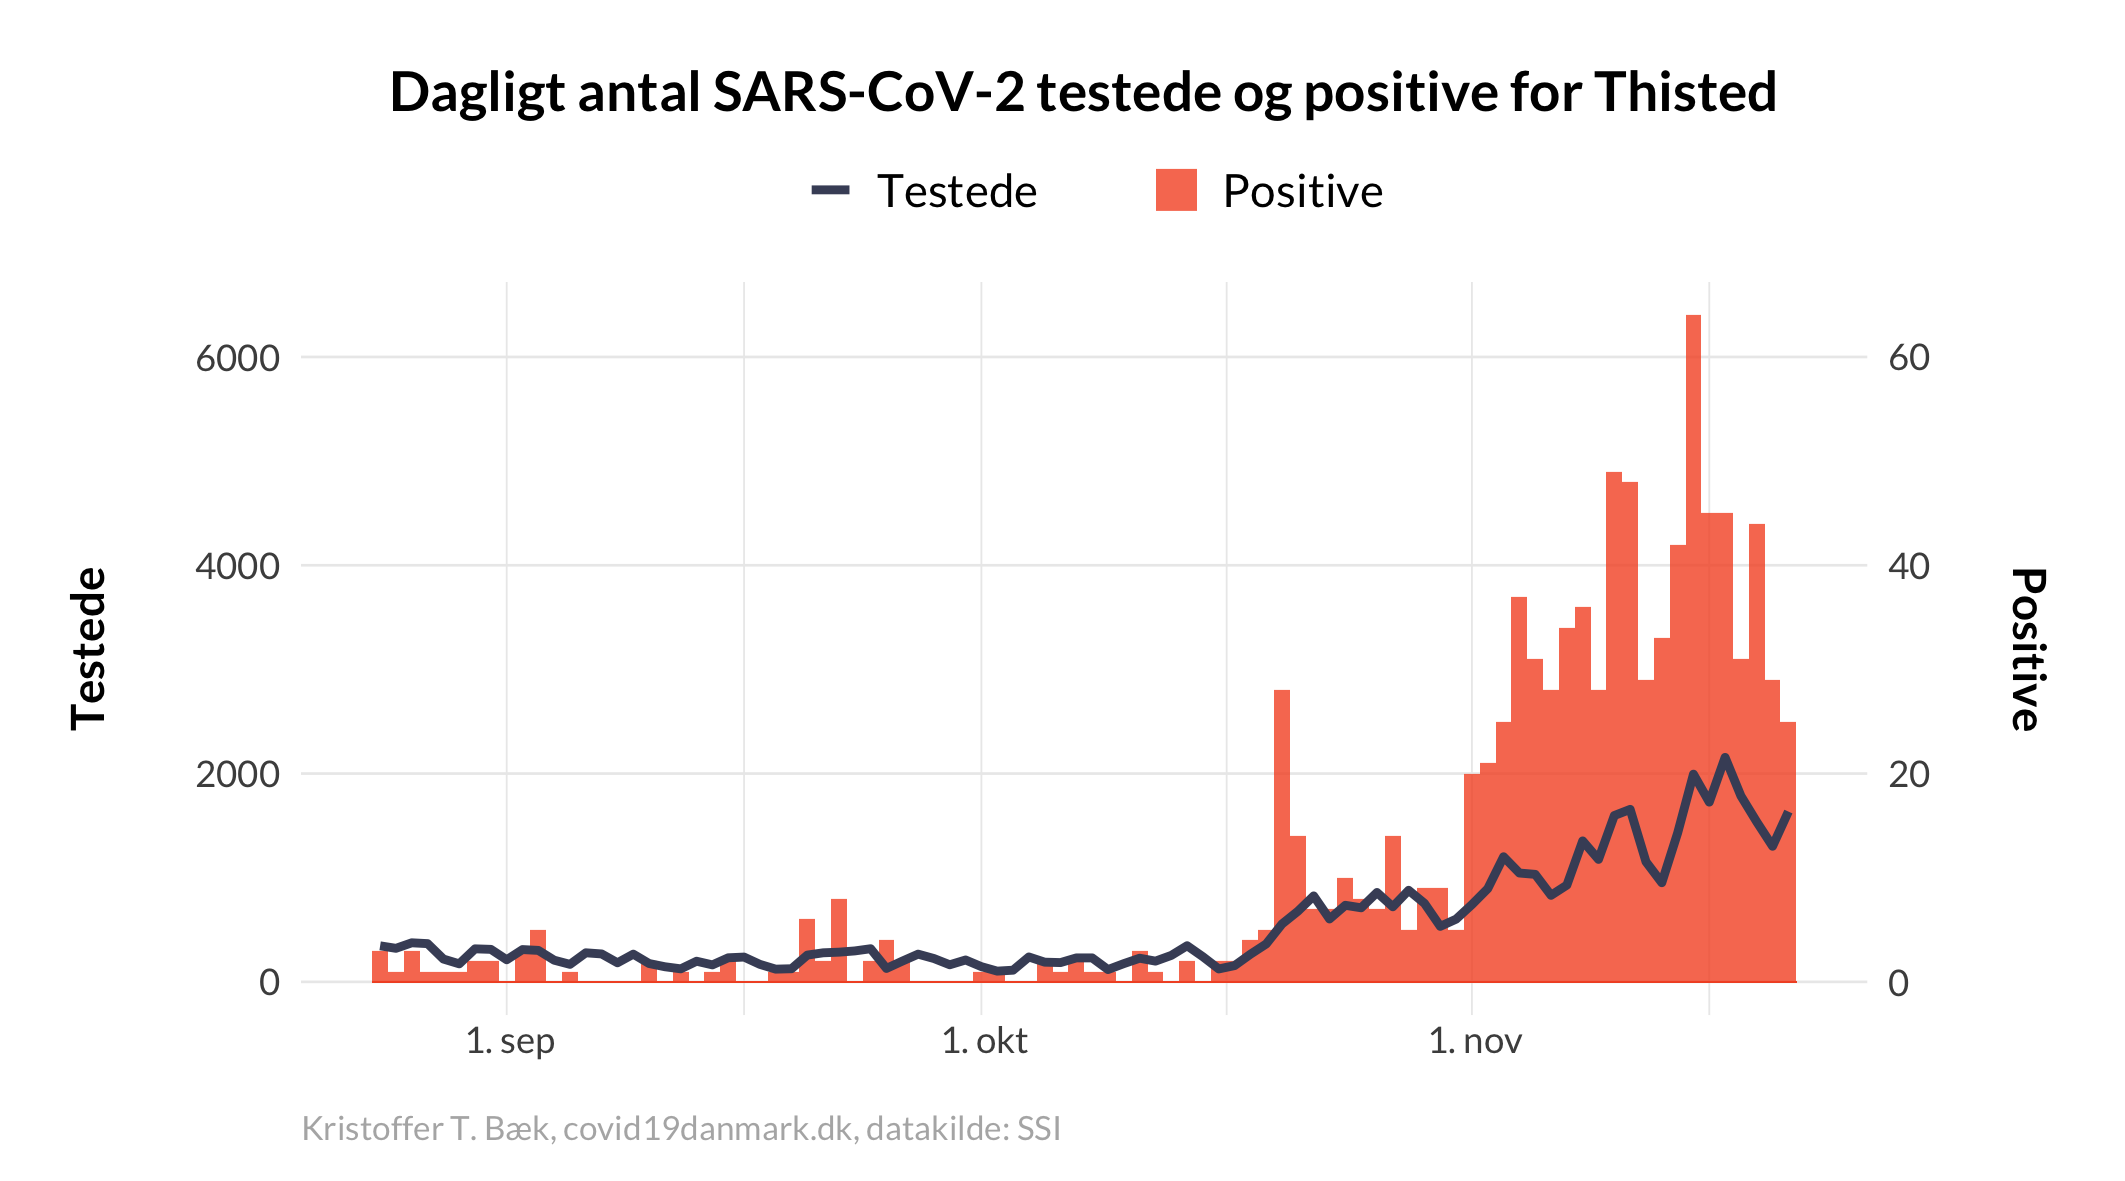 Dagligt antal SARS-CoV-2 testede og positive for Thisted
Testede
Positive
6000
4000
2000
0
60
40
20
0
Testede
Positive
1. sep
1. okt
1. nov
Kristoffer T. Bæk, covid19danmark.dk, datakilde: SSI